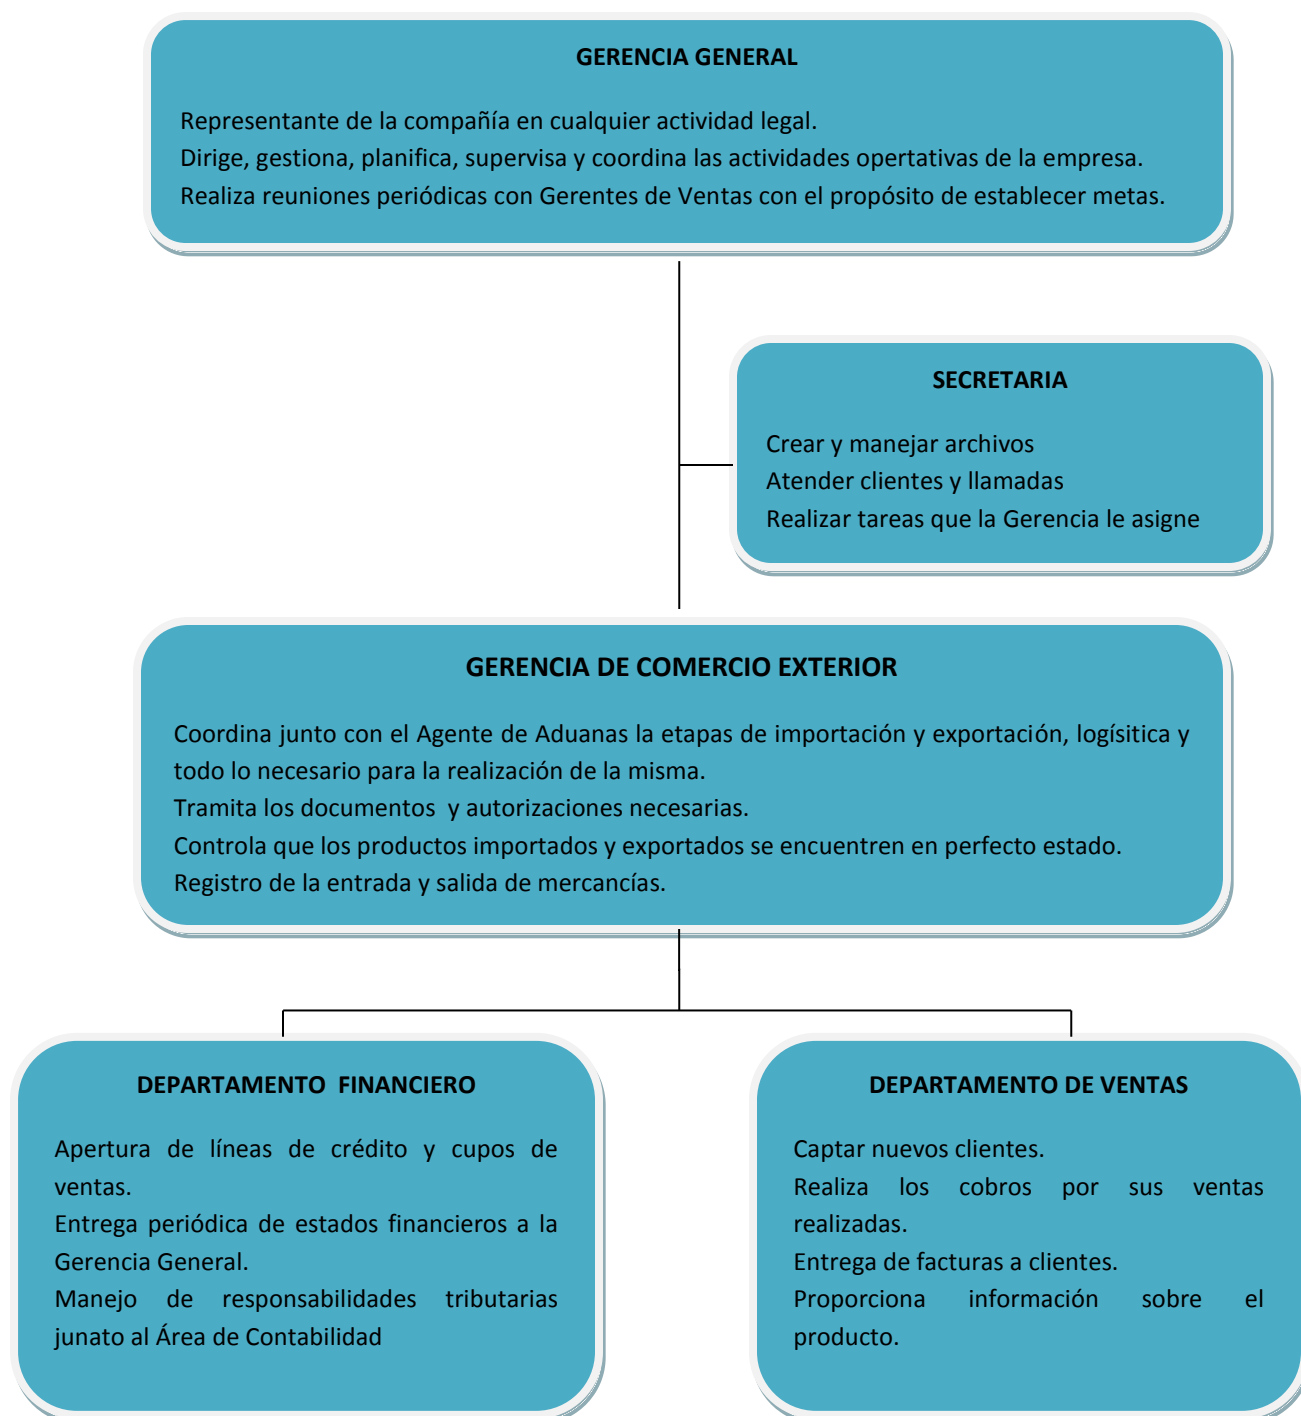 GERENCIA GENERAL
Representante de la compañía en cualquier actividad legal.
Dirige, gestiona, planifica, supervisa y coordina las actividades opertativas de la empresa.
Realiza reuniones periódicas con Gerentes de Ventas con el propósito de establecer metas.
SECRETARIA
Crear y manejar archivos
Atender clientes y llamadas
Realizar tareas que la Gerencia le asigne
GERENCIA DE COMERCIO EXTERIOR
Coordina junto con el Agente de Aduanas la etapas de importación y exportación, logísitica y
todo lo necesario para la realización de la misma.
Tramita los documentos y autorizaciones necesarias.
Controla que los productos importados y exportados se encuentren en perfecto estado.
Registro de la entrada y salida de mercancías.
DEPARTAMENTO FINANCIERO
Apertura de líneas de crédito y cupos de
ventas.
Entrega periódica de estados financieros a la
Gerencia General.
Manejo de responsabilidades tributarias
junato al Área de Contabilidad
DEPARTAMENTO DE VENTAS
Captar nuevos clientes.
Realiza los cobros por sus ventas
realizadas.
Entrega de facturas a clientes.
Proporciona información sobre el
producto.